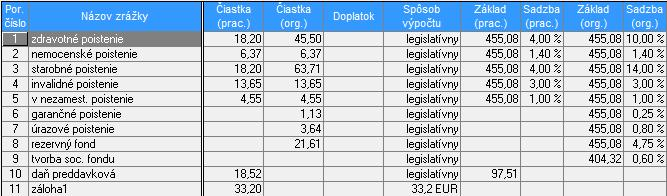 Por. číslo Názov zrážky Čiastka (prac.) Čiastka (org.) Doplatok Spôsob výpočtu Základ (prac.) Sadzba (prac.) Základ (org.) Sadzba (org.)
1 zdravotné poistenie 18,20 45,50 legislatívny 455,08 4,00 % 455,08 10,00 %
2 nemocenské poistenie 6,37 6,37 legislatívny 455,08 1,40 % 455,08 1,40 %
3 starobné poistenie 18,20 63,71 legislatívny 455,08 4,00 % 455,08 14,00 %
4 invalidné poistenie 13,65 13,65 legislatívny 455,08 3,00 % 455,08 3,00 %
5 v nezamest. poistenie 4,55 4,55 legislatívny 455,08 1,00 % 455,08 1,00 %
6 garančné poistenie 1,13 legislatívny 455,08 0,25 %
7 úrazové poistenie 3,64 legislatívny 455,08 0,80 %
8 rezervný fond 21,61 legislatívny 455,08 4,75 %
9 tvorba soc. fondu legislatívny 404,32 0,60 %
10 daň preddavková 18,52 legislatívny 97,51
11 záloha1 33,20 33,2 EUR